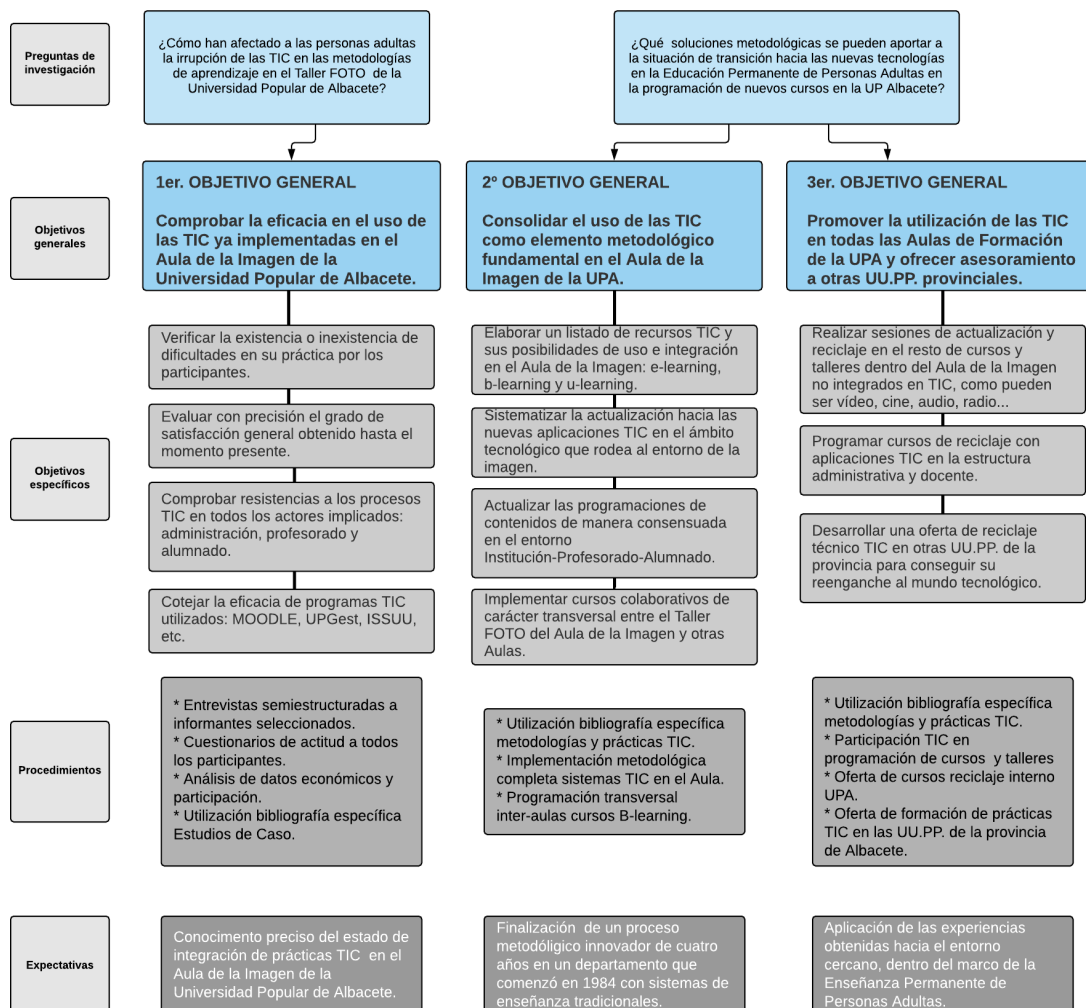 Preguntas de
investigación
¿Cómo han afectado a las personas adultas
la irrupción de las TIC en las metodologías
de aprendizaje en el Taller FOTO de la
Universidad Popular de Albacete?
¿Qué soluciones metodológicas se pueden aportar a
la situación de transición hacia las nuevas tecnologías
en la Educación Permanente de Personas Adultas en
la programación de nuevos cursos en la UP Albacete?
Objetivos
generales
1er. OBJETIVO GENERAL
Comprobar la eficacia en el uso de
las TIC ya implementadas en el
Aula de la Imagen de la
Universidad Popular de Albacete.
2º OBJETIVO GENERAL
Consolidar el uso de las TIC
como elemento metodológico
fundamental en el Aula de la
Imagen de la UPA.
3er. OBJETIVO GENERAL
Promover la utilización de las TIC
en todas las Aulas de Formación
de la UPA y ofrecer asesoramiento
a otras UU.PP. provinciales.
Objetivos
específicos
Verificar la existencia o inexistencia de
dificultades en su práctica por los
participantes.
Evaluar con precisión el grado de
satisfacción general obtenido hasta el
momento presente.
Comprobar resistencias a los procesos
TIC en todos los actores implicados:
administración, profesorado y
alumnado.
Cotejar la eficacia de programas TIC
utilizados: MOODLE, UPGest, ISSUU,
etc.
Elaborar un listado de recursos TIC y
sus posibilidades de uso e integración
en el Aula de la Imagen: e-learning,
b-learning y u-learning.
Sistematizar la actualización hacia las
nuevas aplicaciones TIC en el ámbito
tecnológico que rodea al entorno de la
imagen.
Actualizar las programaciones de
contenidos de manera consensuada
en el entorno
Institución-Profesorado-Alumnado.
Implementar cursos colaborativos de
carácter transversal entre el Taller
FOTO del Aula de la Imagen y otras
Aulas.
Realizar sesiones de actualización y
reciclaje en el resto de cursos y
talleres dentro del Aula de la Imagen
no integrados en TIC, como pueden
ser vídeo, cine, audio, radio...
Programar cursos de reciclaje con
aplicaciones TIC en la estructura
administrativa y docente.
Desarrollar una oferta de reciclaje
técnico TIC en otras UU.PP. de la
provincia para conseguir su
reenganche al mundo tecnológico.
Procedimientos
* Entrevistas semiestructuradas a
informantes seleccionados.
* Cuestionarios de actitud a todos
los participantes.
* Análisis de datos económicos y
participación.
* Utilización bibliografía específica
Estudios de Caso.
* Utilización bibliografía específica
metodologías y prácticas TIC.
* Implementación metodológica
completa sistemas TIC en el Aula.
* Programación transversal
inter-aulas cursos B-learning.
* Utilización bibliografía específica
metodologías y prácticas TIC.
* Participación TIC en
programación de cursos y talleres
* Oferta de cursos reciclaje interno
UPA.
* Oferta de formación de prácticas
TIC en las UU.PP. de la provincia
de Albacete.
Expectativas
Conocimento preciso del estado de
integración de prácticas TIC en el
Aula de la Imagen de la
Universidad Popular de Albacete.
Finalización de un proceso
metodóligico innovador de cuatro
años en un departamento que
comenzó en 1984 con sistemas de
enseñanza tradicionales.
Aplicación de las experiencias
obtenidas hacia el entorno
cercano, dentro del marco de la
Enseñanza Permanente de
Personas Adultas.